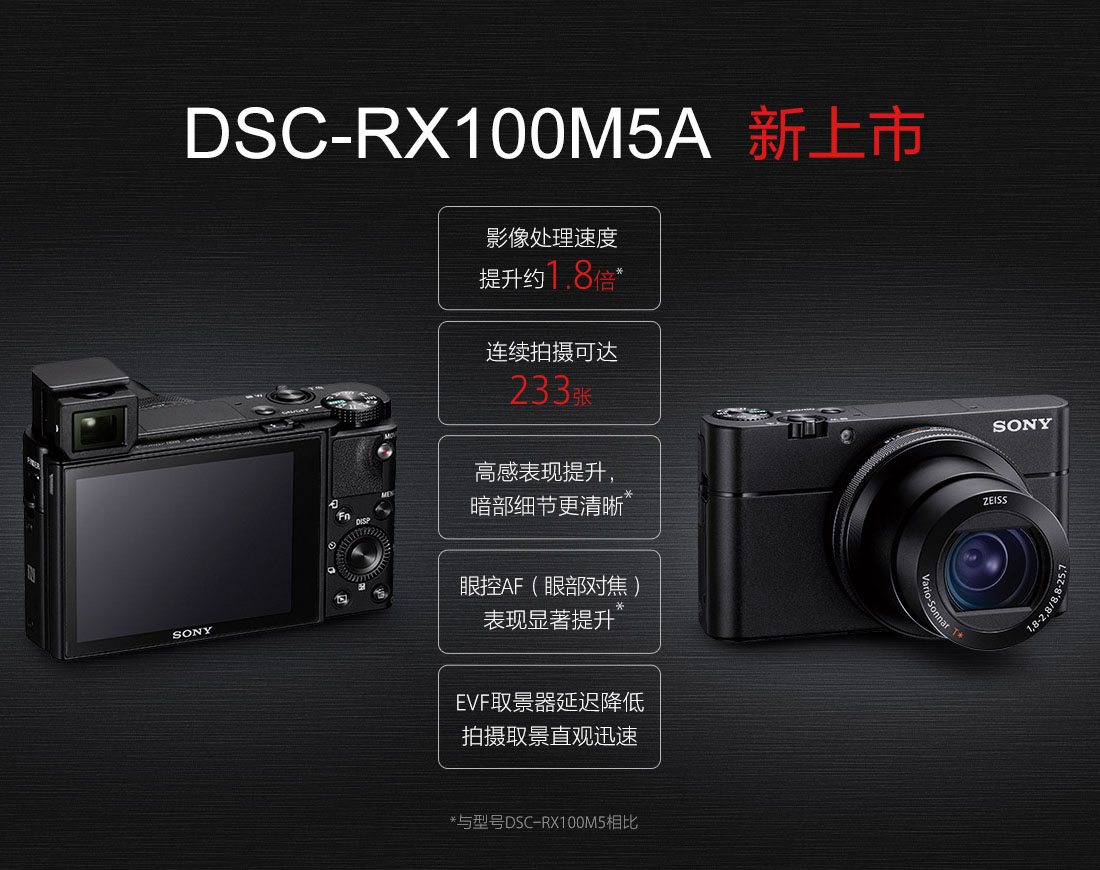 DSC-RX100M5A 新上市
影像处理速度
提升约1.8倍*
连续拍摄可达
233张
高感表现提升，
暗部细节更清晰*
眼控AF（眼部对焦）
表现显著提升*
EVF取景器延迟降低
拍摄取景直观迅速
W
T
ON/OFF
MENU
Fn
DISP
SONY
SONY
ZEISS
Vario-Sonnar T*
1,8-2,8/8,8-25,7
*与型号DSC-RX100M5相比